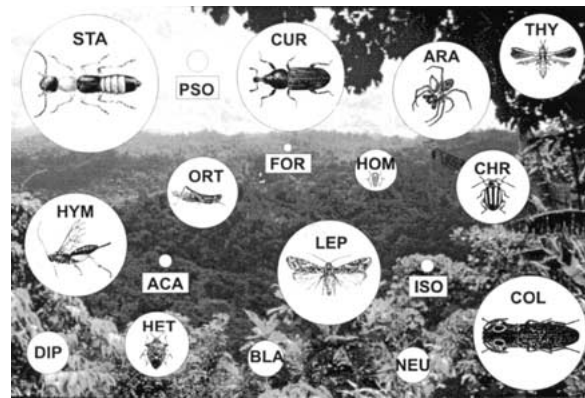 STA
PSO
CUR
ARA
THY
FOR
HOM
ORT
CHR
HYM
LEP
ACA
ISO
COL
DIP
HET
BLA
NEU